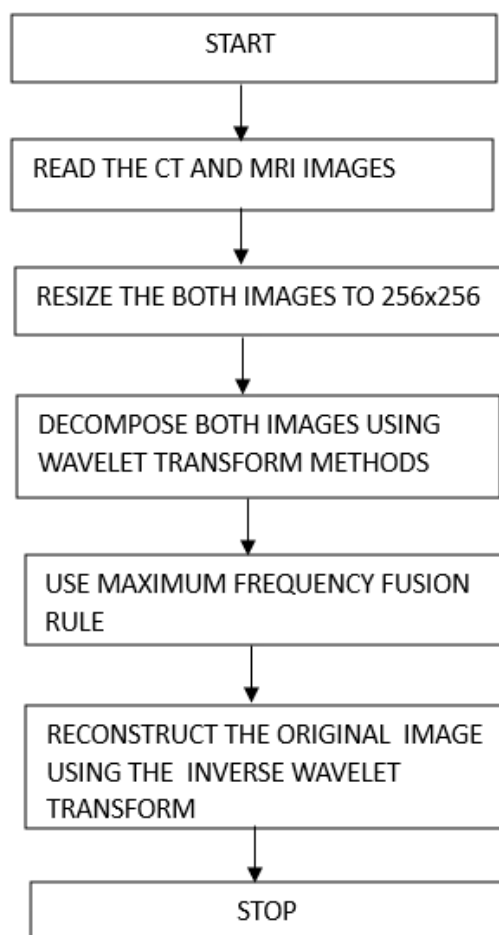 START
READ THE CT AND MRI IMAGES
RESIZE THE BOTH IMAGES TO 256x256
DECOMPOSE BOTH IMAGES USING
WAVELET TRANSFORM METHODS
USE MAXIMUM FREQUENCY FUSION
RULE
RECONSTRUCT THE ORIGINAL IMAGE
USING THE INVERSE WAVELET
TRANSFORM
STOP